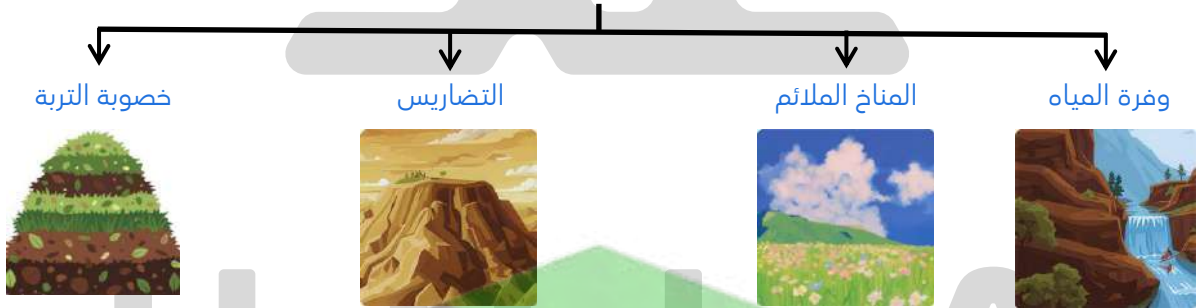 وفرة المياه
المناخ الملائم
التضاريس
خصوبة التربة